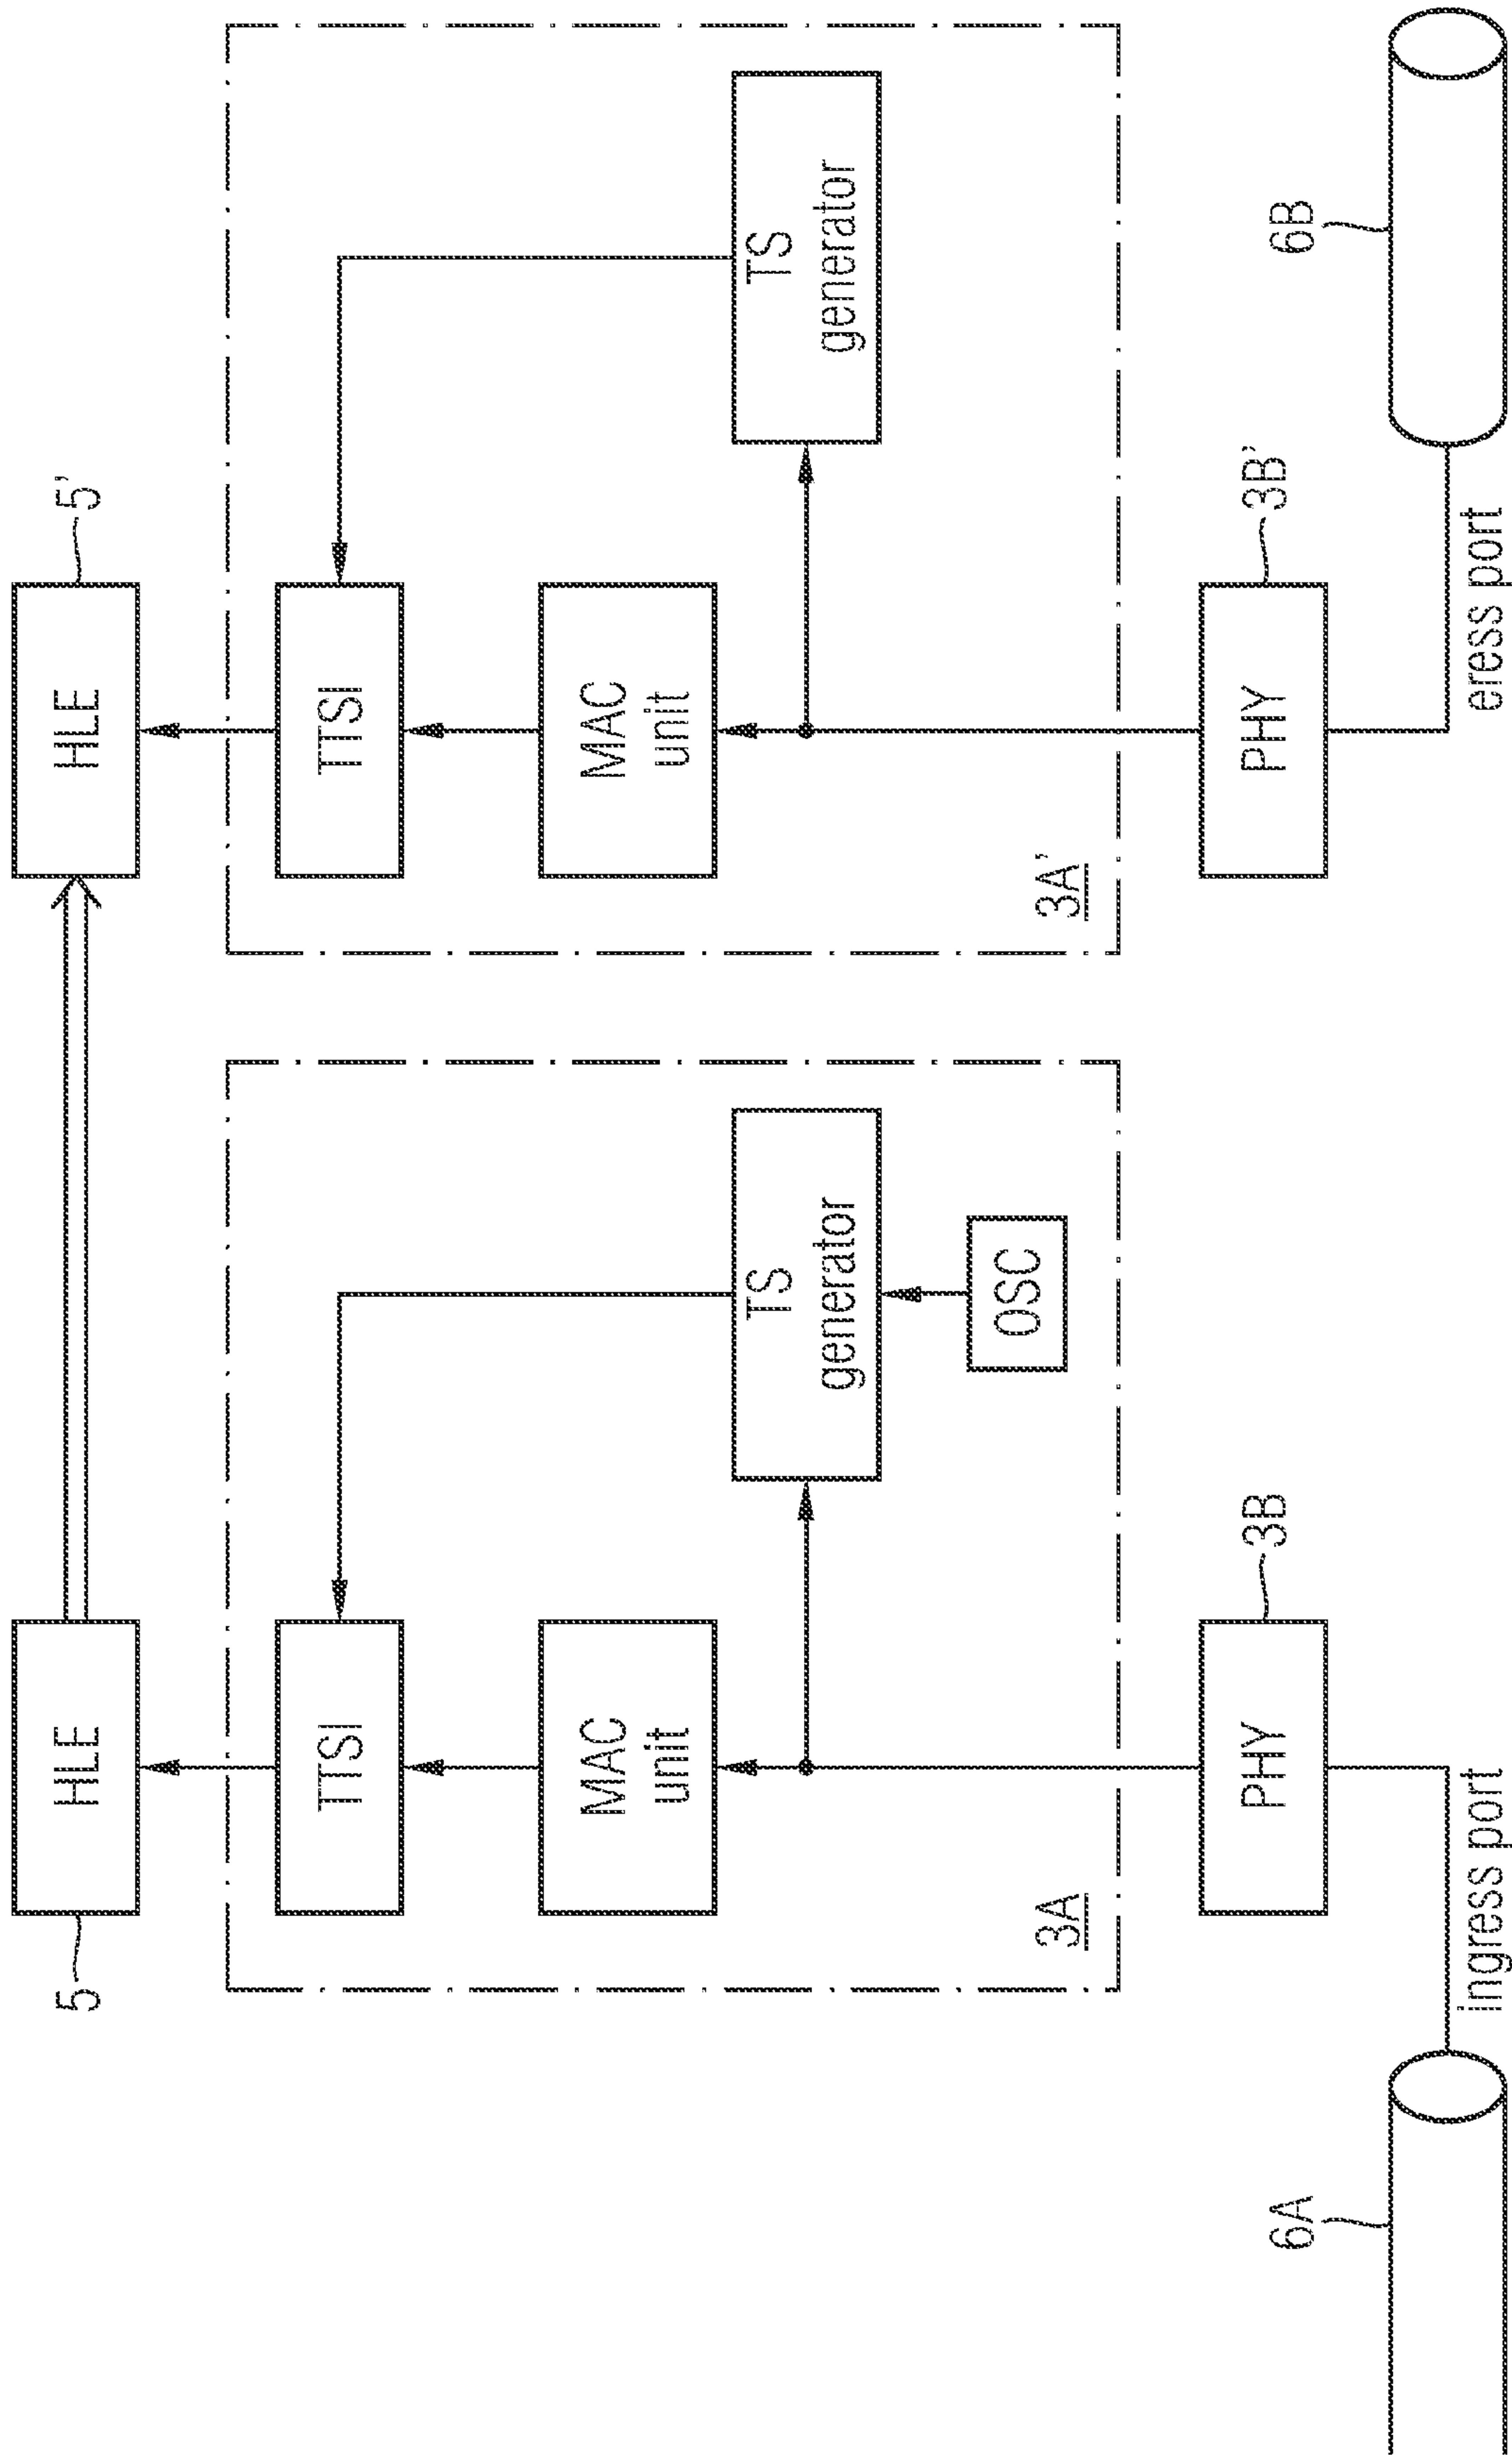 5
HLE
HLE
5'
TTSI
TTSI
MAC
unit
TS
generator
MAC
unit
TS
generator
OSC
3A
3A'
PHY
3B
PHY
3B'
6A
6B
ingress port
eress port